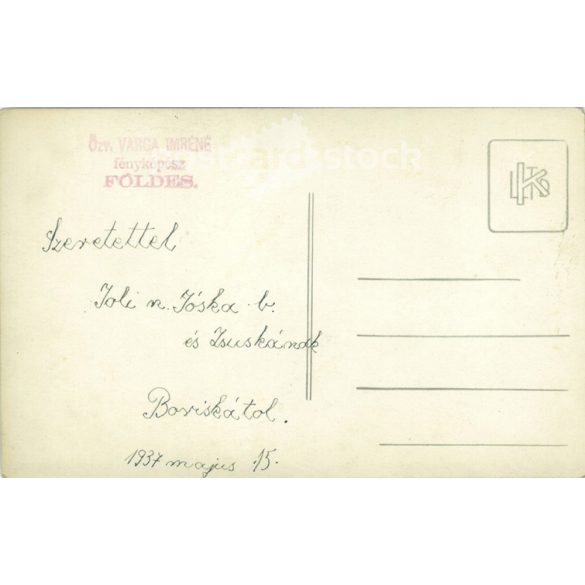 Özv. VARGA IMRÉNÉ
fényképész
FÖLDES.
Szeretettel
Joli n. Jóska b.
és Zsuskának
Boriskától.
1937 május 15.